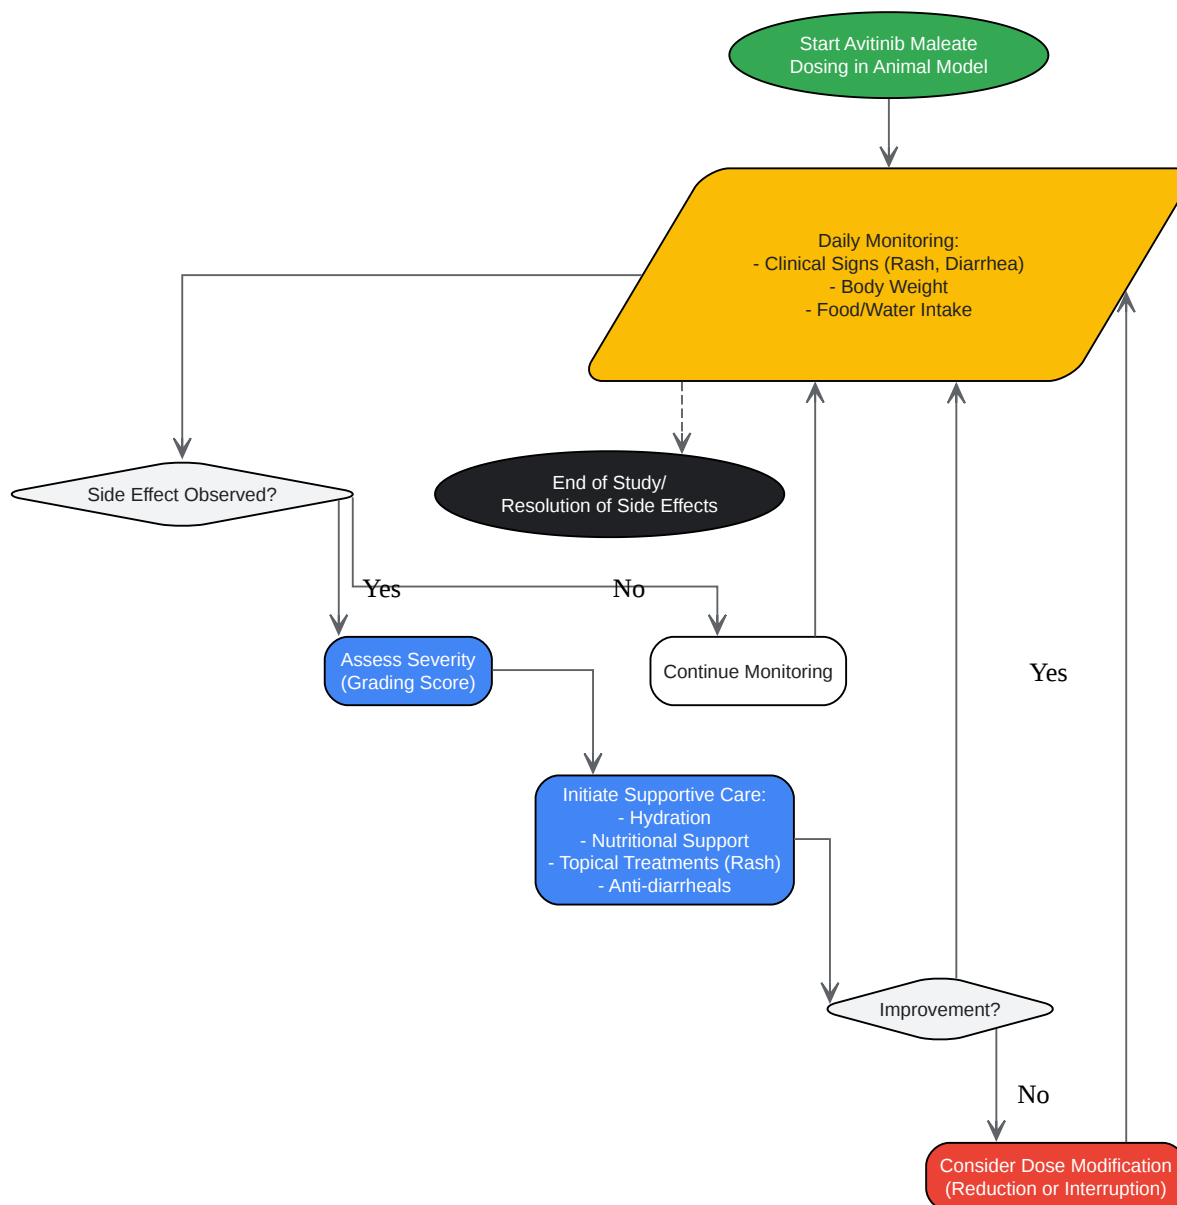 Start Avitinib Maleate
Dosing in Animal Model
Daily Monitoring:
- Clinical Signs (Rash, Diarrhea)
- Body Weight
- Food/Water Intake
Side Effect Observed?
End of Study/
Resolution of Side Effects
Yes
No
Assess Severity
(Grading Score)
Continue Monitoring
Yes
Initiate Supportive Care:
- Hydration
- Nutritional Support
- Topical Treatments (Rash)
- Anti-diarrheals
Improvement?
No
Consider Dose Modification
(Reduction or Interruption)